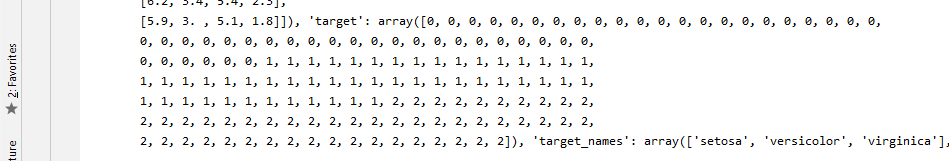 [6.2, 3.4, 5.4, 2.3],
[5.9, 3. , 5.1, 1.8]]), 'target': array([0, 0, 0, 0, 0, 0, 0, 0, 0, 0, 0, 0, 0, 0, 0, 0, 0, 0, 0, 0, 0, 0,
0, 0, 0, 0, 0, 0, 0, 0, 0, 0, 0, 0, 0, 0, 0, 0, 0, 0, 0, 0, 0, 0,
0, 0, 0, 0, 0, 0, 1, 1, 1, 1, 1, 1, 1, 1, 1, 1, 1, 1, 1, 1, 1, 1,
1, 1, 1, 1, 1, 1, 1, 1, 1, 1, 1, 1, 1, 1, 1, 1, 1, 1, 1, 1, 1, 1,
1, 1, 1, 1, 1, 1, 1, 1, 1, 1, 1, 1, 2, 2, 2, 2, 2, 2, 2, 2, 2, 2,
2, 2, 2, 2, 2, 2, 2, 2, 2, 2, 2, 2, 2, 2, 2, 2, 2, 2, 2, 2, 2, 2,
2, 2, 2, 2, 2, 2, 2, 2, 2, 2, 2, 2, 2, 2, 2, 2, 2, 2]), 'target_names': array(['setosa', 'versicolor', 'virginica'],
2: Favorites
ture